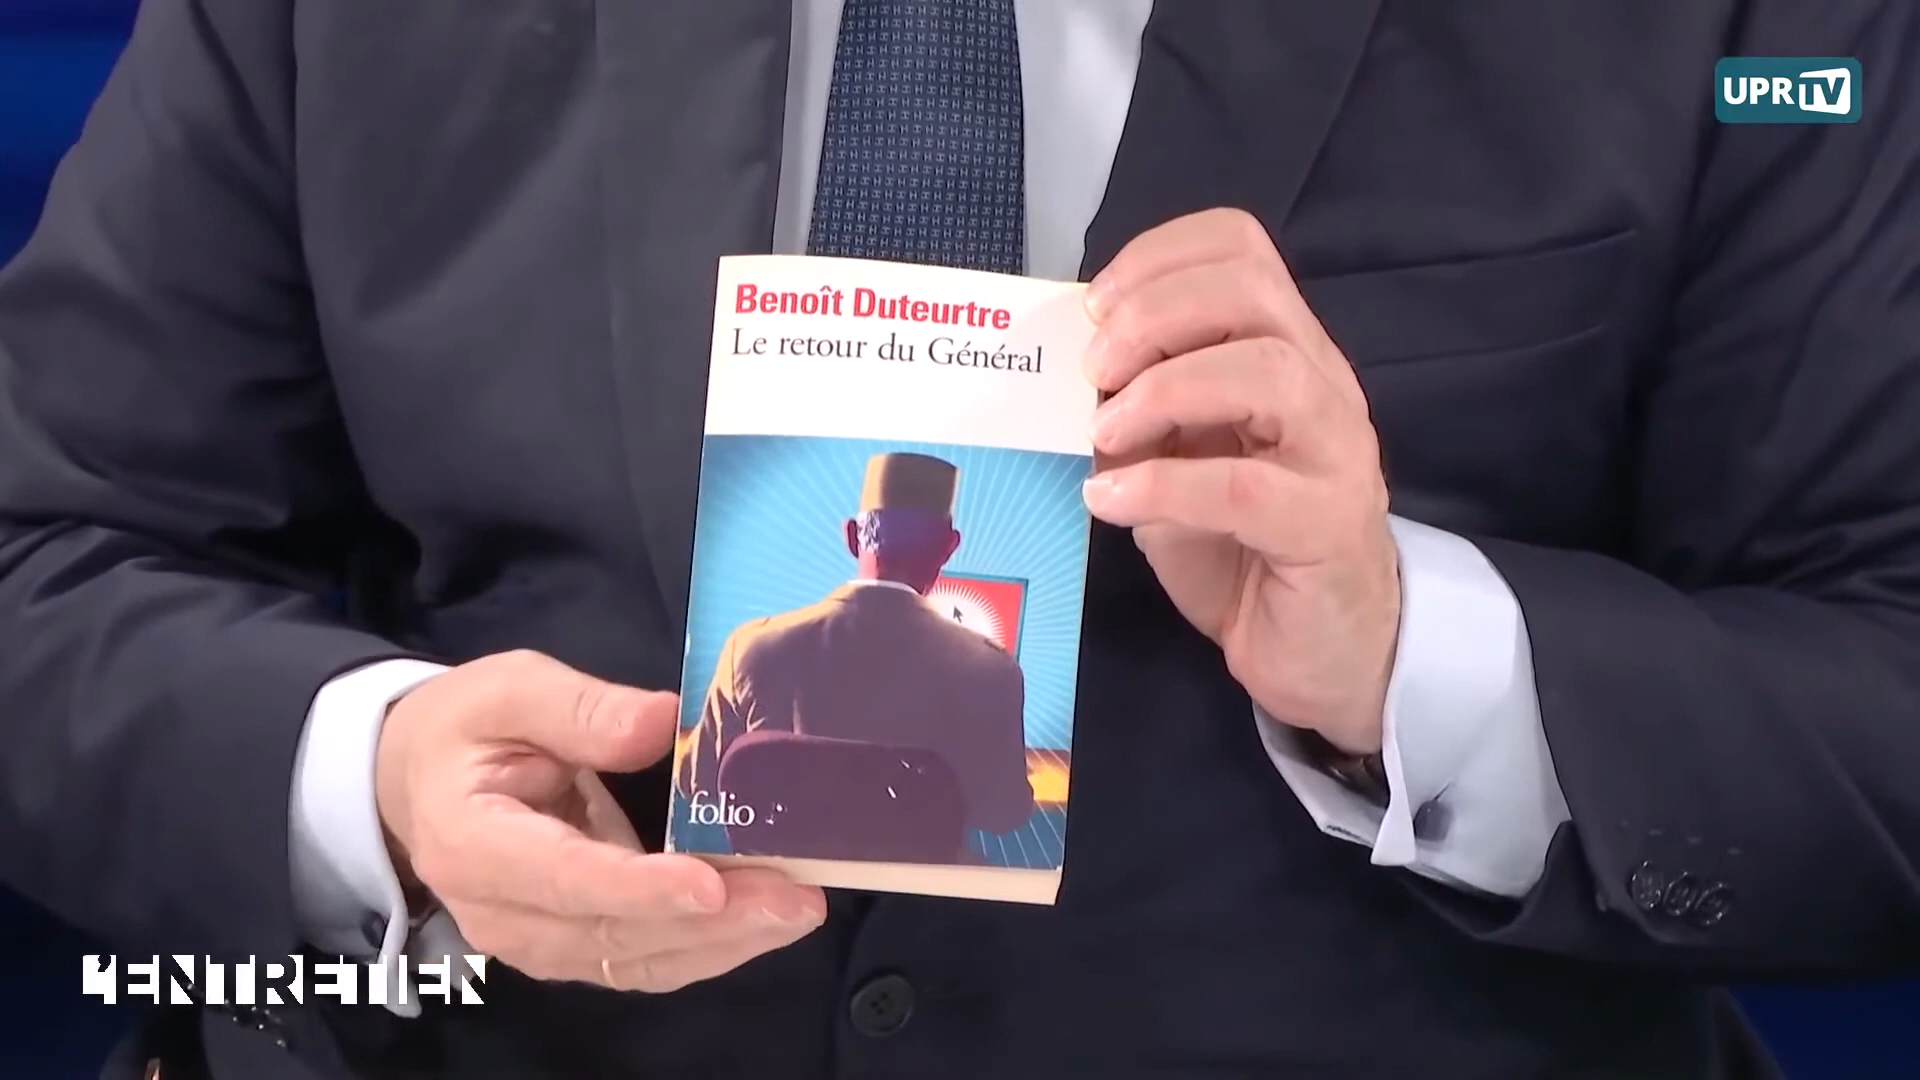 UPR TV
Benoît Duteurtre
Le retour du Général
folio
L'ENTRETIEN